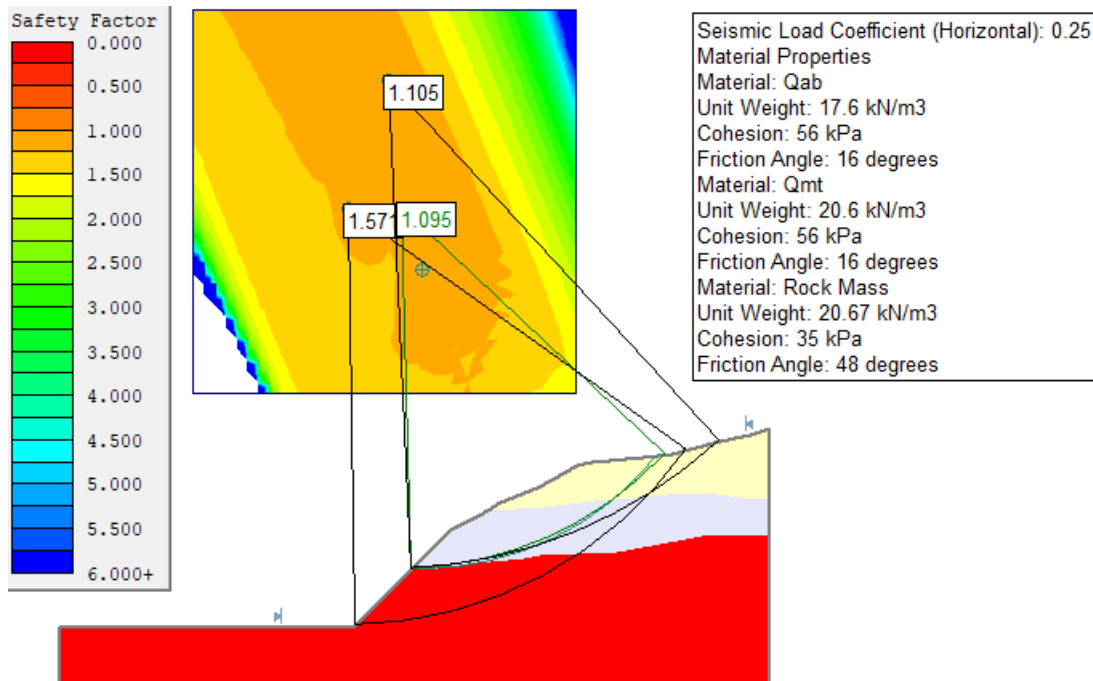 Safety Factor
0.000
0.500
1.000
1.500
2.000
2.500
3.000
3.500
4.000
4.500
5.000
5.500
6.000+
1.105
1.571
1.095
Seismic Load Coefficient (Horizontal): 0.25
Material Properties
Material: Qab
Unit Weight: 17.6 kN/m3
Cohesion: 56 kPa
Friction Angle: 16 degrees
Material: Qmt
Unit Weight: 20.6 kN/m3
Cohesion: 56 kPa
Friction Angle: 16 degrees
Material: Rock Mass
Unit Weight: 20.67 kN/m3
Cohesion: 35 kPa
Friction Angle: 48 degrees